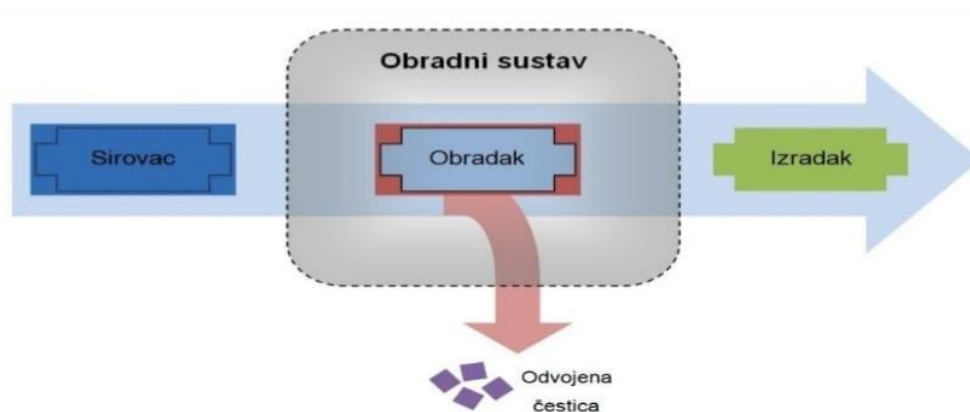 Obradni sustav
Sirovac
Obradak
Izradak
Odvojena
čestica